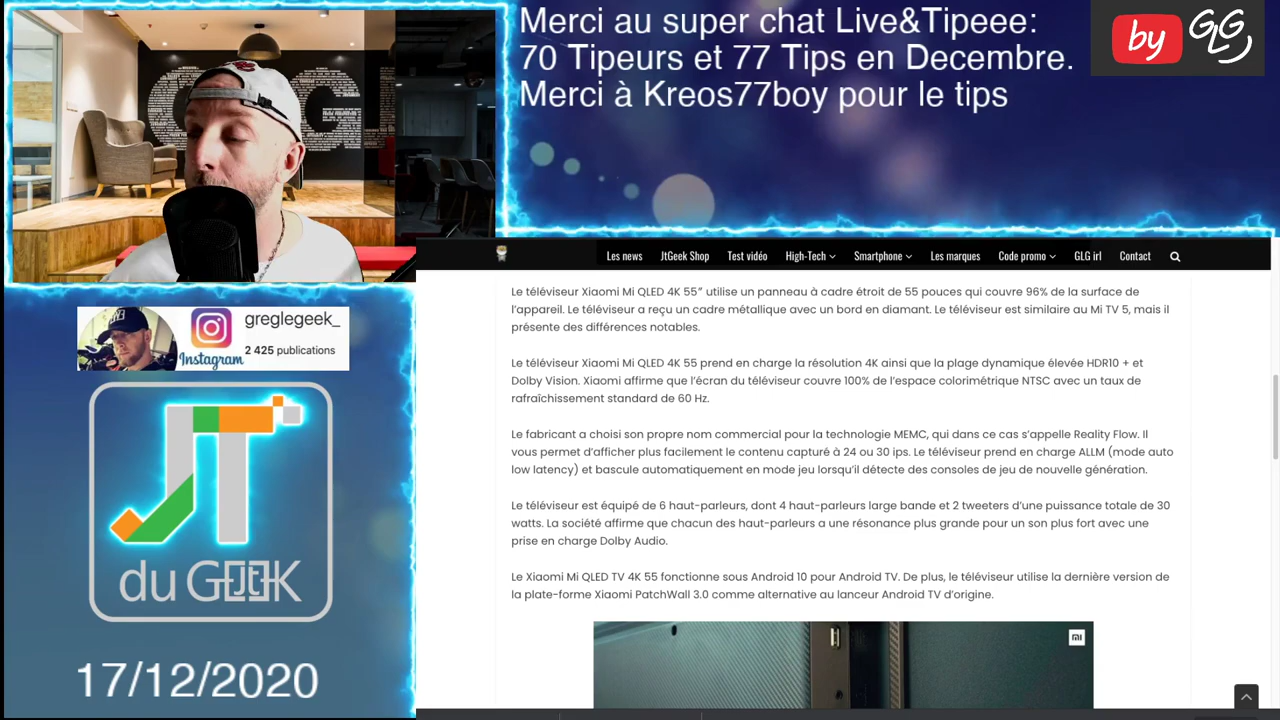 Merci au super chat Live&Tipeee:
70 Tipeurs et 77 Tips en Decembre.
Merci à Kreos77 pour le tips
by GLG
greglegeek_
Instagram
2 425 publications
JT
du GEEK
17/12/2020
Les news JtGeek Shop Test vidéo High-Tech Smartphone Les marques Code promo GLG irl Contact
Le téléviseur Xiaomi Mi QLED 4K 55″ utilise un panneau à cadre étroit de 55 pouces qui couvre 96% de la surface de
l’appareil. Le téléviseur a reçu un cadre métallique avec un bord en diamant. Le téléviseur est similaire au Mi TV 5, mais il
présente des différences notables.
Le téléviseur Xiaomi Mi QLED 4K 55 prend en charge la résolution 4K ainsi que la plage dynamique élevée HDR10 + et
Dolby Vision. Xiaomi affirme que l’écran du téléviseur couvre 100% de l’espace colorimétrique NTSC avec un taux de
rafraîchissement standard de 60 Hz.
Le fabricant a choisi son propre nom commercial pour la technologie MEMC, qui dans ce cas s’appelle Reality Flow. Il
vous permet d’afficher plus facilement le contenu capturé à 24 ou 30 ips. Le téléviseur prend en charge ALLM (mode auto
low latency) et bascule automatiquement en mode jeu lorsqu’il détecte des consoles de jeu de nouvelle génération.
Le téléviseur est équipé de 6 haut-parleurs, dont 4 haut-parleurs large bande et 2 tweeters d’une puissance totale de 30
watts. La société affirme que chacun des haut-parleurs a une résonance plus grande pour un son plus fort avec une
prise en charge Dolby Audio.
Le Xiaomi Mi QLED TV 4K 55 fonctionne sous Android 10 pour Android TV. De plus, le téléviseur utilise la dernière version de
la plate-forme Xiaomi PatchWall 3.0 comme alternative au lanceur Android TV d’origine.
mi